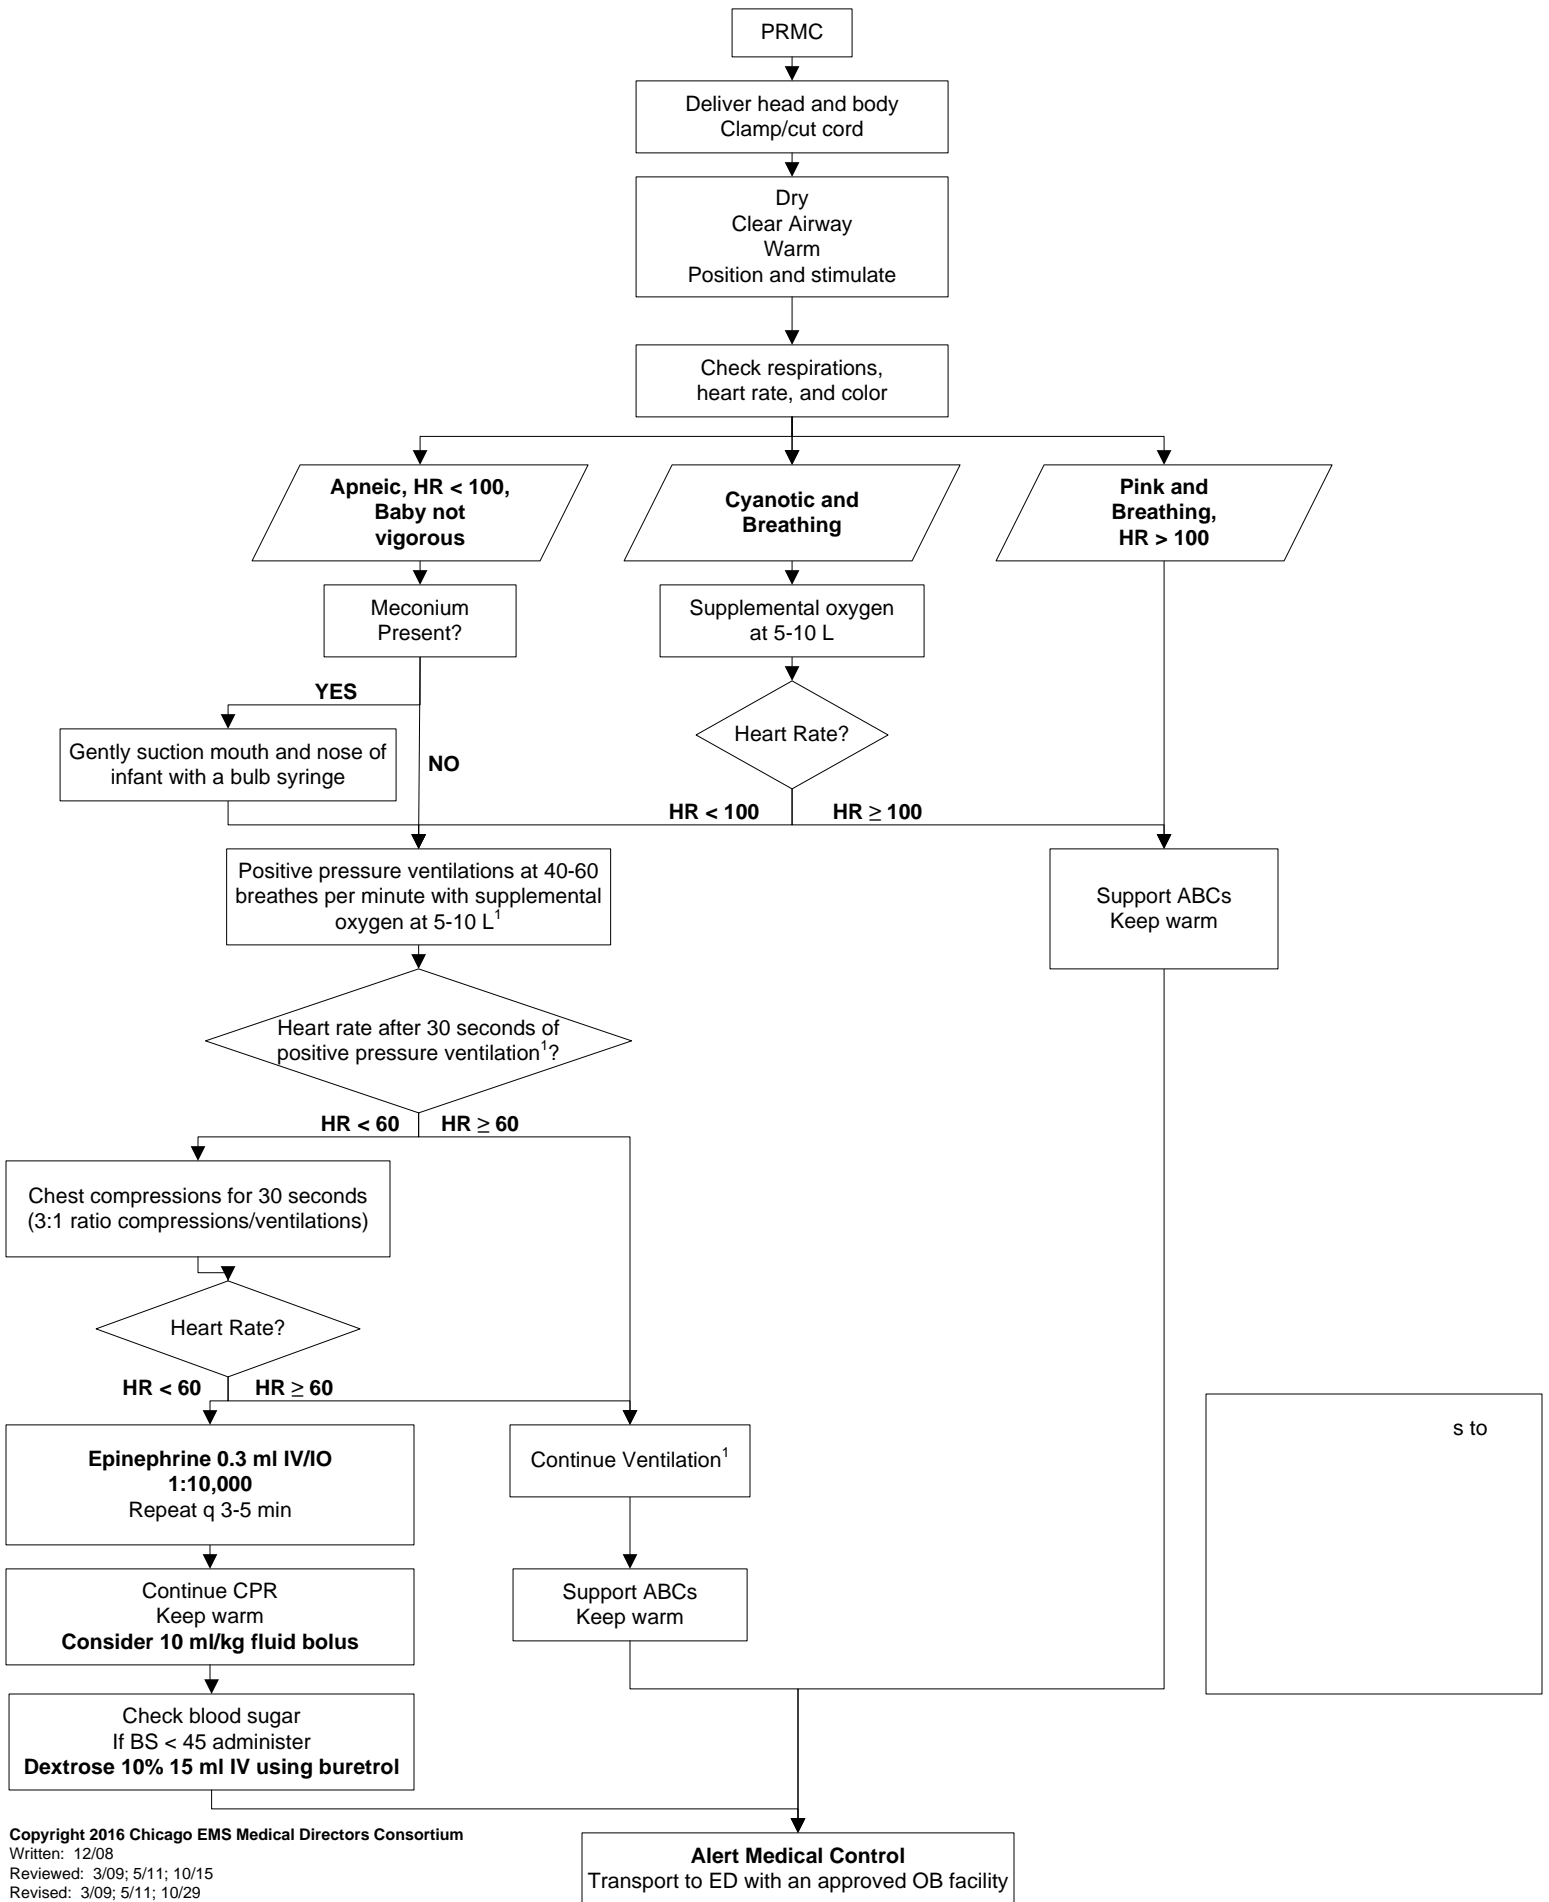 PRMC
Deliver head and body
Clamp/cut cord
Dry
Clear Airway
Warm
Position and stimulate
Check respirations,
heart rate, and color
Apneic, HR < 100,
Baby not
vigorous
Cyanotic and
Breathing
Pink and
Breathing,
HR > 100
Meconium
Present?
Supplemental oxygen
at 5-10 L
YES
Gently suction mouth and nose of
infant with a bulb syringe
NO
Heart Rate?
HR < 100
HR ≥ 100
Positive pressure ventilations at 40-60
breathes per minute with supplemental
oxygen at 5-10 L¹
Support ABCs
Keep warm
Heart rate after 30 seconds of
positive pressure ventilation¹?
HR < 60
HR ≥ 60
Chest compressions for 30 seconds
(3:1 ratio compressions/ventilations)
Heart Rate?
HR < 60
HR ≥ 60
Epinephrine 0.3 ml IV/IO
1:10,000
Repeat q 3-5 min
Continue Ventilation¹
s to
Continue CPR
Keep warm
Consider 10 ml/kg fluid bolus
Support ABCs
Keep warm
Check blood sugar
If BS < 45 administer
Dextrose 10% 15 ml IV using buretrol
Copyright 2016 Chicago EMS Medical Directors Consortium
Written: 12/08
Reviewed: 3/09; 5/11; 10/15
Revised: 3/09; 5/11; 10/29
Alert Medical Control
Transport to ED with an approved OB facility